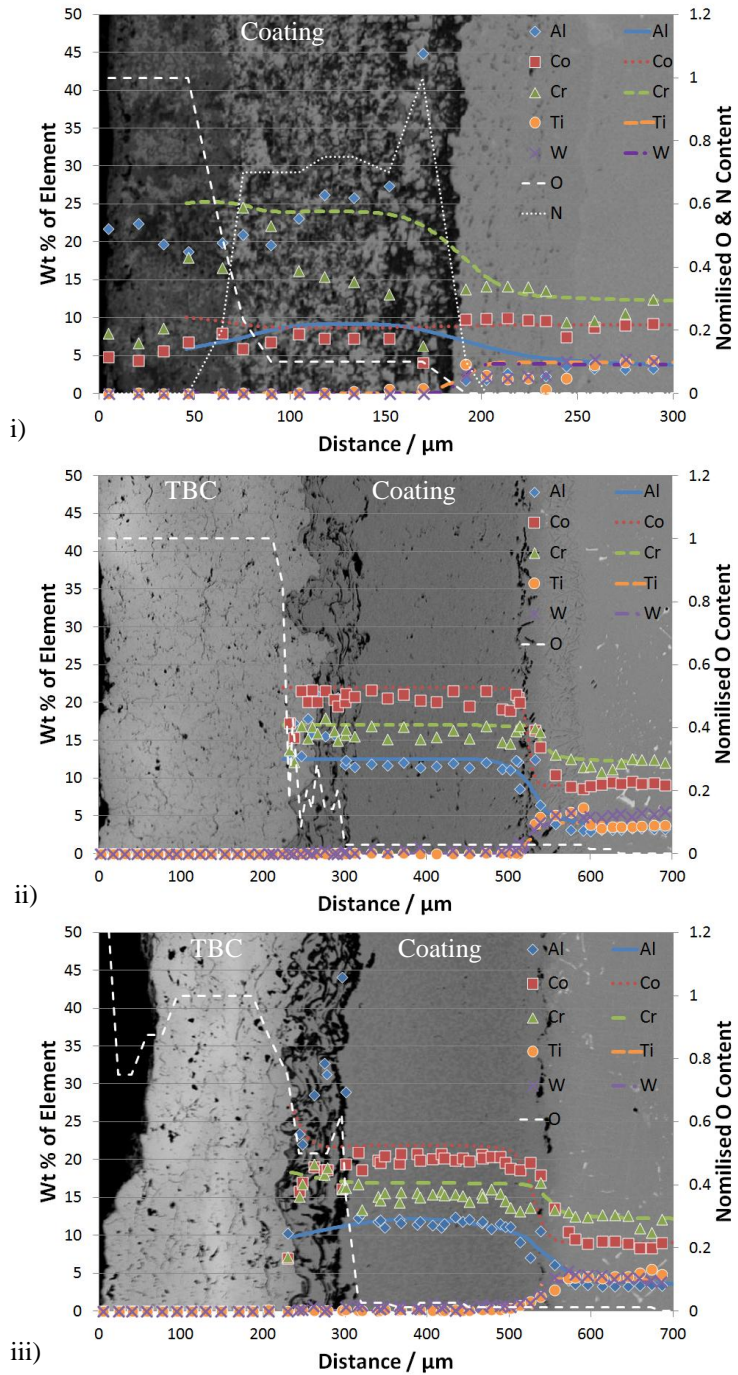 Coating
50
45
40
35
30
25
20
15
10
5
0
Wt % of Element
1.2
1
0.8
0.6
0.4
0.2
0
Nomilised O & N Content
Al Al
Co Co
Cr Cr
Ti Ti
W W
O
N
0 50 100 150 200 250 300
Distance / µm
i)
TBC Coating
50
45
40
35
30
25
20
15
10
5
0
Wt % of Element
1.2
1
0.8
0.6
0.4
0.2
0
Nomilised O Content
Al Al
Co Co
Cr Cr
Ti Ti
W W
O
0 100 200 300 400 500 600 700
Distance / µm
ii)
TBC Coating
50
45
40
35
30
25
20
15
10
5
0
Wt % of Element
1.2
1
0.8
0.6
0.4
0.2
0
Nomilised O Content
Al Al
Co Co
Cr Cr
Ti Ti
W W
O
0 100 200 300 400 500 600 700
Distance / µm
iii)